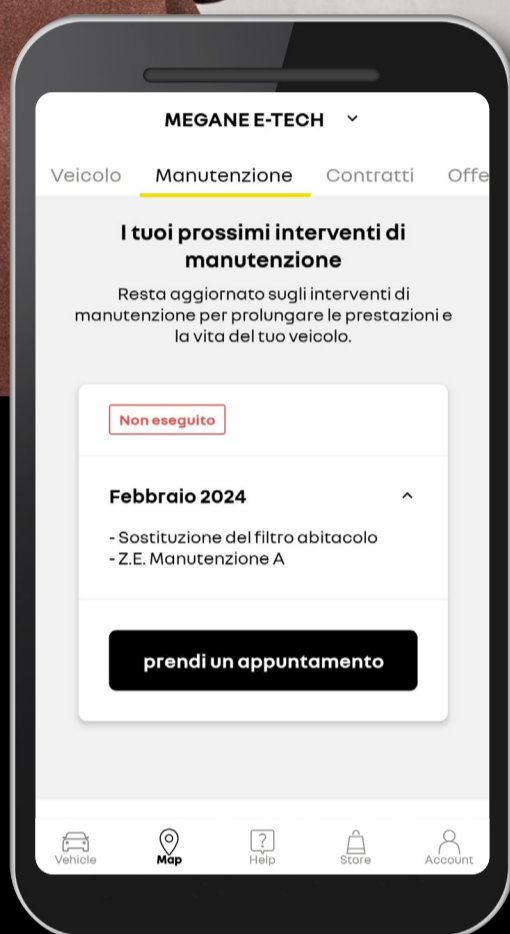 MEGANE E-TECH
Veicolo Manutenzione Contratti Offe
I tuoi prossimi interventi di
manutenzione
Resta aggiornato sugli interventi di
manutenzione per prolungare le prestazioni e
la vita del tuo veicolo.
Non eseguito
Febbraio 2024
- Sostituzione del filtro abitacolo
- Z.E. Manutenzione A
prendi un appuntamento
Vehicle Map Help Store Account